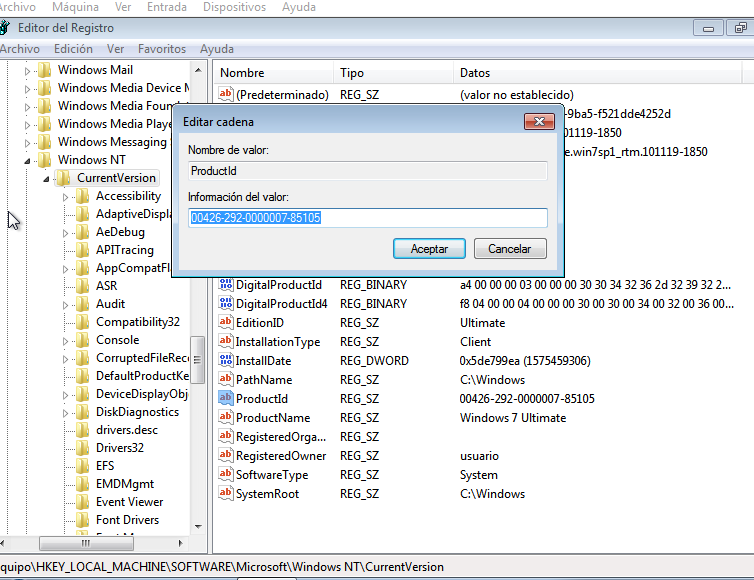 Archivo Máquina Ver Entrada Dispositivos Ayuda
Editor del Registro
Archivo Edición Ver Favoritos Ayuda
Windows Mail
Windows Media Device M
Windows Media Foun
Windows Media Playe
Windows Messaging
Windows NT
CurrentVersion
Accessibility
AdaptiveDispla
AeDebug
APITracing
AppCompatFl
ASR
Audit
Compatibility32
Console
CorruptedFileReco
DefaultProductKe
DeviceDisplayObj
DiskDiagnostics
drivers.desc
Drivers32
EFS
EMDMgmt
Event Viewer
Font Drivers
Nombre Tipo Datos
(Predeterminado) REG_SZ (valor no establecido)
-9ba5-f521dde4252d
101119-1850
e.win7sp1_rtm.101119-1850
Editar cadena
Nombre de valor:
ProductId
Información del valor:
00426-292-0000007-85105
Aceptar Cancelar
DigitalProductId REG_BINARY a4 00 00 00 03 00 00 00 30 30 34 32 36 2d 32 39 32 2...
DigitalProductId4 REG_BINARY f8 04 00 00 04 00 00 00 30 00 30 00 34 00 32 00 36 00...
EditionID REG_SZ Ultimate
InstallationType REG_SZ Client
InstallDate REG_DWORD 0x5de799ea (1575459306)
PathName REG_SZ C:\Windows
ProductId REG_SZ 00426-292-0000007-85105
ProductName REG_SZ Windows 7 Ultimate
RegisteredOrga... REG_SZ
RegisteredOwner REG_SZ usuario
SoftwareType REG_SZ System
SystemRoot REG_SZ C:\Windows
quipo\HKEY_LOCAL_MACHINE\SOFTWARE\Microsoft\Windows NT\CurrentVersion